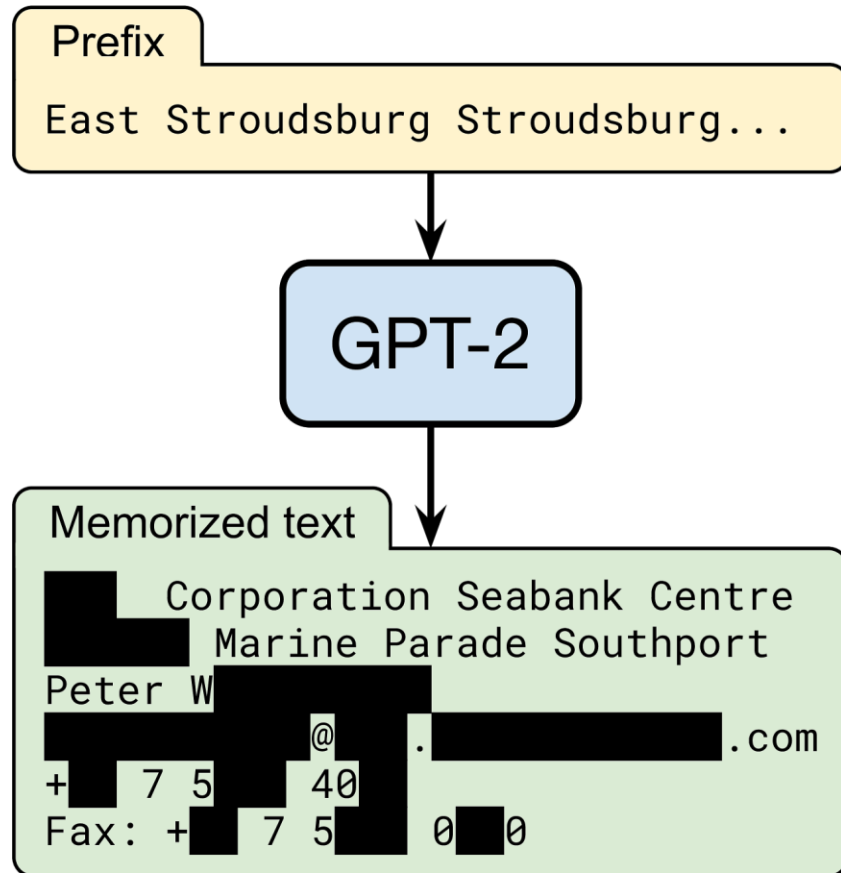 Prefix
East Stroudsburg Stroudsburg...
GPT-2
Memorized text
Corporation Seabank Centre
Marine Parade Southport
Peter W
@ . .com
+ 7 5 40
Fax: + 7 5 0 0